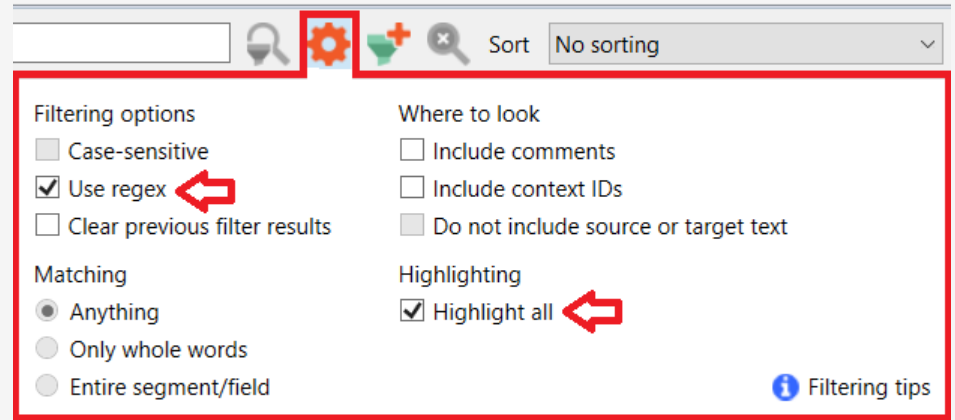 Sort No sorting
Filtering options
Case-sensitive
Use regex
Clear previous filter results
Matching
Anything
Only whole words
Entire segment/field
Where to look
Include comments
Include context IDs
Do not include source or target text
Highlighting
Highlight all
Filtering tips